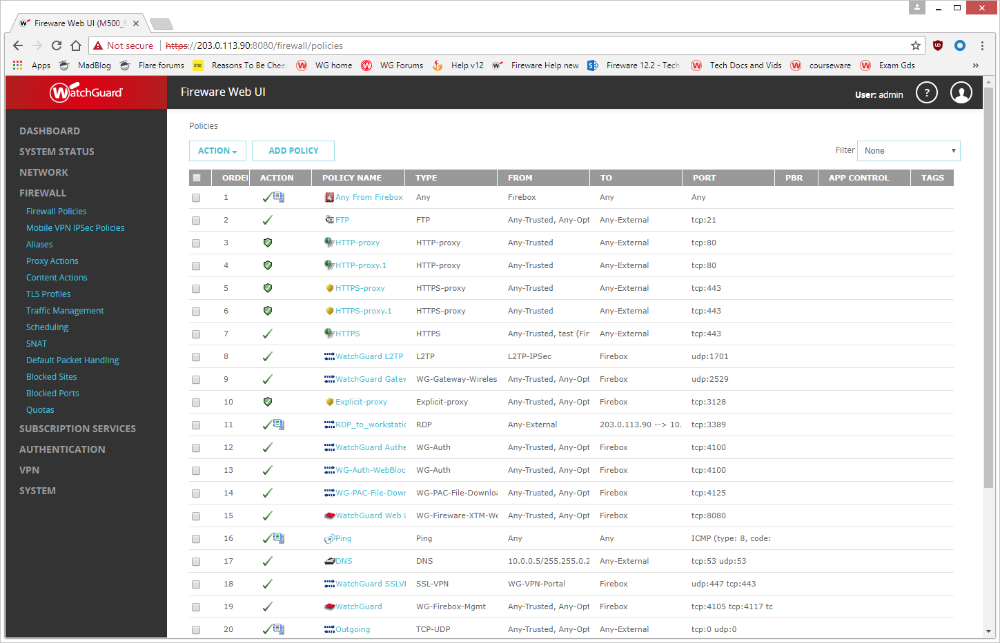 Fireware Web UI (M500_9
Not secure https://203.0.113.90:8080/firewall/policies
Apps MadBlog Flare forums Reasons To Be Chee WG home WG Forums Help v12 Fireware Help new Fireware 12.2 - Tech Tech Docs and Vids courseware Exam Gds »
WatchGuard Fireware Web UI User: admin ?
DASHBOARD
SYSTEM STATUS
NETWORK
FIREWALL
Firewall Policies
Mobile VPN IPSec Policies
Aliases
Proxy Actions
Content Actions
TLS Profiles
Traffic Management
Scheduling
SNAT
Default Packet Handling
Blocked Sites
Blocked Ports
Quotas
SUBSCRIPTION SERVICES
AUTHENTICATION
VPN
SYSTEM
Policies
ACTION ADD POLICY Filter None
ORDER ACTION POLICY NAME TYPE FROM TO PORT PBR APP CONTROL TAGS
1 Any From Firebox Any Firebox Any Any
2 FTP FTP Any-Trusted, Any-Opt Any-External tcp:21
3 HTTP-proxy HTTP-proxy Any-Trusted Any-External tcp:80
4 HTTP-proxy.1 HTTP-proxy Any-Trusted Any-External tcp:80
5 HTTPS-proxy HTTPS-proxy Any-Trusted Any-External tcp:443
6 HTTPS-proxy.1 HTTPS-proxy Any-Trusted Any-External tcp:443
7 HTTPS HTTPS Any-Trusted, test (Fir Any-External tcp:443
8 WatchGuard L2TP L2TP L2TP-IPSec Firebox udp:1701
9 WatchGuard Gatew WG-Gateway-Wireles Any-Trusted, Any-Opt Firebox udp:2529
10 Explicit-proxy Explicit-proxy Any-Trusted, Any-Opt Firebox tcp:3128
11 RDP_to_workstatio RDP Any-External 203.0.113.90 --> 10. tcp:3389
12 WatchGuard Authe WG-Auth Any-Trusted, Any-Opt Firebox tcp:4100
13 WG-Auth-WebBloc WG-Auth Any-Trusted, Any-Opt Firebox tcp:4100
14 WG-PAC-File-Down WG-PAC-File-Downloa Any-Trusted, Any-Opt Firebox tcp:4125
15 WatchGuard Web U WG-Fireware-XTM-We Any-Trusted, Any-Opt Firebox tcp:8080
16 Ping Ping Any Any ICMP (type: 8, code:
17 DNS DNS 10.0.0.5/255.255.0.2 Any-External tcp:53 udp:53
18 WatchGuard SSLVP SSL-VPN WG-VPN-Portal Firebox udp:447 tcp:443
19 WatchGuard WG-Firebox-Mgmt Any-Trusted, Any-Opt Firebox tcp:4105 tcp:4117 tc
20 Outgoing TCP-UDP Any-Trusted, Any-Opt Any-External tcp:0 udp:0